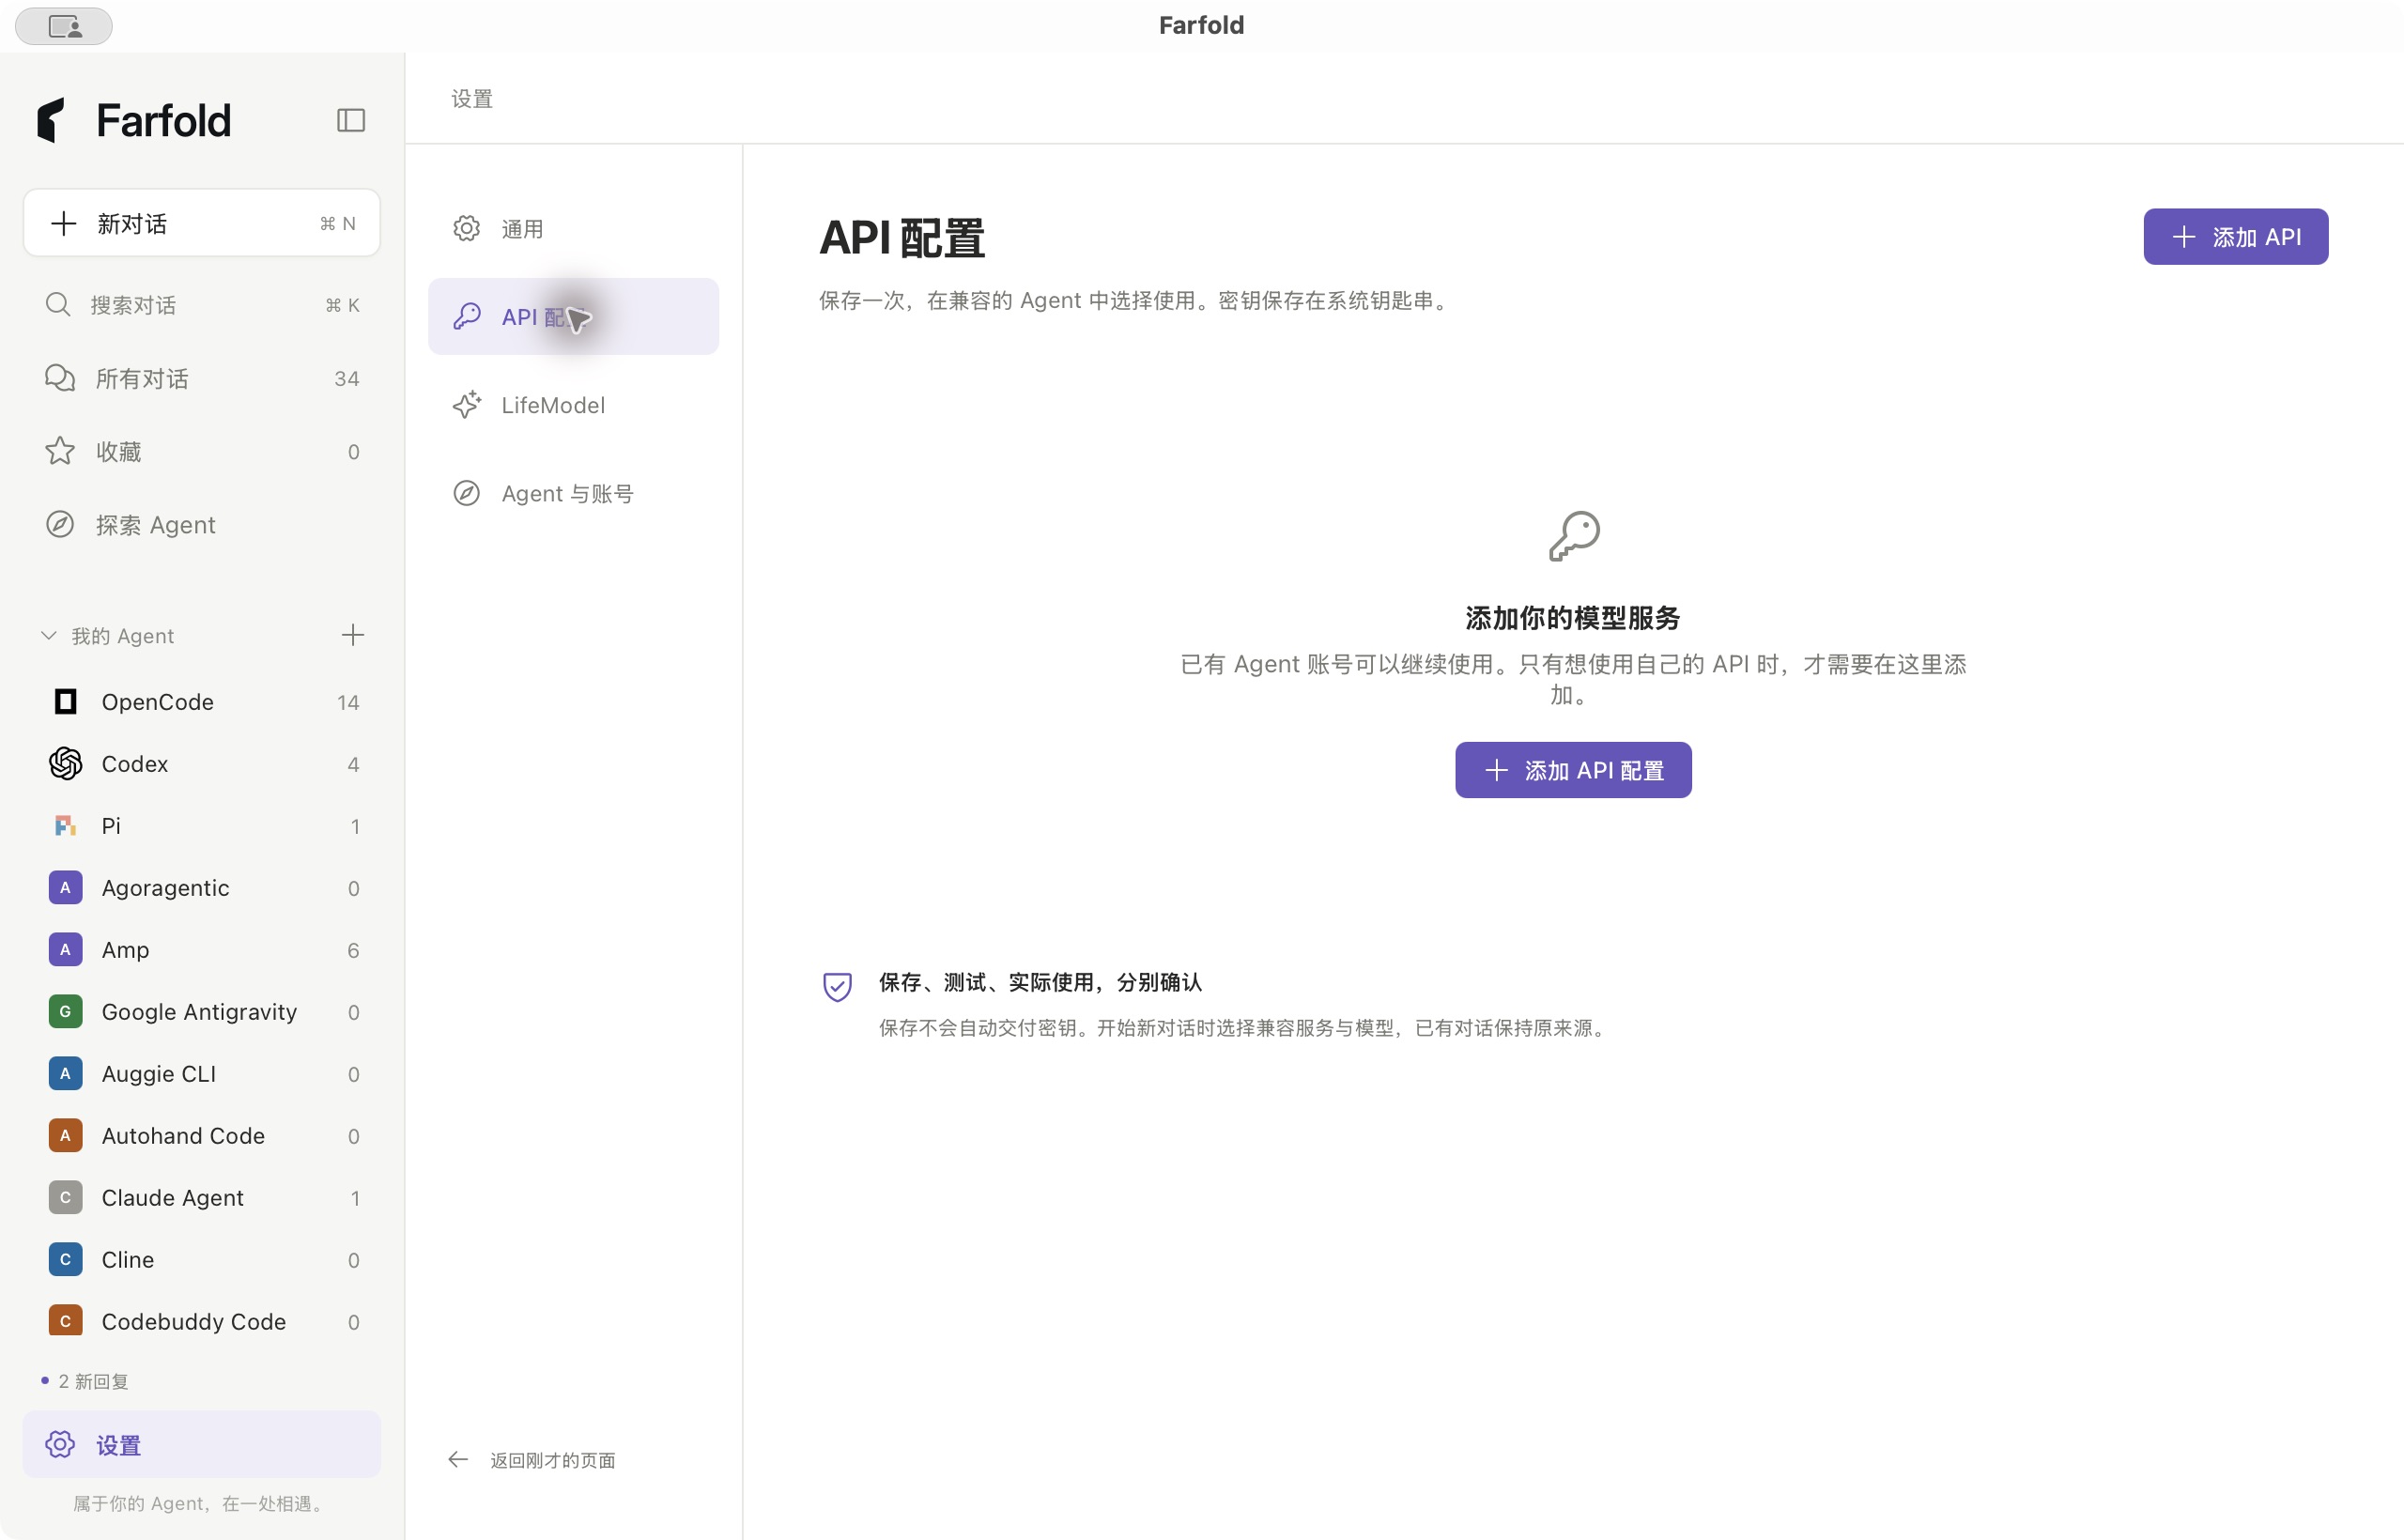 Farfold
Farfold
新对话 ⌘ N
搜索对话 ⌘ K
所有对话 34
收藏 0
探索 Agent
我的 Agent
OpenCode 14
Codex 4
Pi 1
A Agoragentic 0
A Amp 6
G Google Antigravity 0
A Auggie CLI 0
A Autohand Code 0
C Claude Agent 1
C Cline 0
C Codebuddy Code 0
2 新回复
设置
属于你的 Agent，在一处相遇。
设置
通用
API 配
LifeModel
Agent 与账号
返回刚才的页面
API 配置
添加 API
保存一次，在兼容的 Agent 中选择使用。密钥保存在系统钥匙串。
添加你的模型服务
已有 Agent 账号可以继续使用。只有想使用自己的 API 时，才需要在这里添
加。
添加 API 配置
保存、测试、实际使用，分别确认
保存不会自动交付密钥。开始新对话时选择兼容服务与模型，已有对话保持原来源。